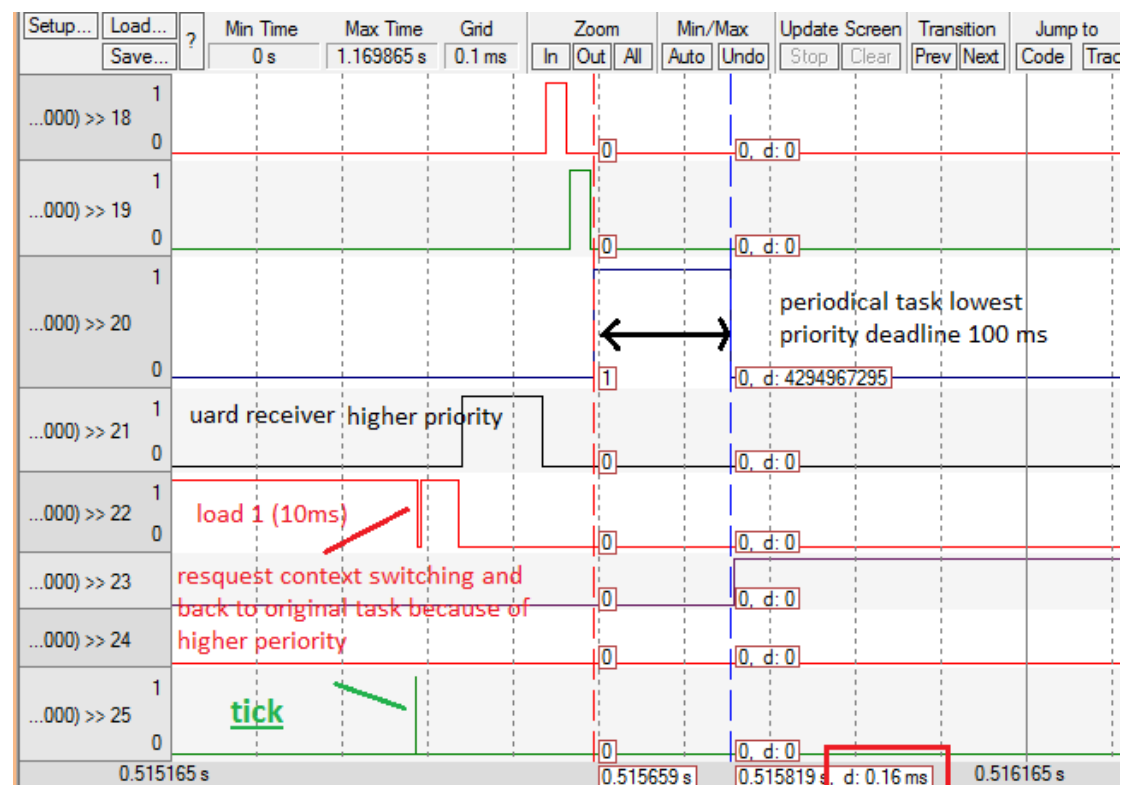 Setup... Load... ? Min Time Max Time Grid Zoom Min/Max Update Screen Transition Jump to
Save... 0 s 1.169865 s 0.1 ms In Out All Auto Undo Stop Clear Prev Next Code Trac
1
...000) >> 18
0 0 0, d: 0
1
...000) >> 19
0 0 0, d: 0
1
...000) >> 20
periodical task lowest
priority deadline 100 ms
0 1 0, d: 4294967295
1
...000) >> 21
uard receiver higher priority
0 0 0, d: 0
1
...000) >> 22
load 1 (10ms)
0 0 0, d: 0
...000) >> 23
resquest context switching and
back to original task because of
higher periority
0 0, d: 0
...000) >> 24
0 0, d: 0
1
...000) >> 25
tick
0 0 0, d: 0
0.515165 s 0.515659 s 0.515819 s, d: 0.16 ms 0.516165 s